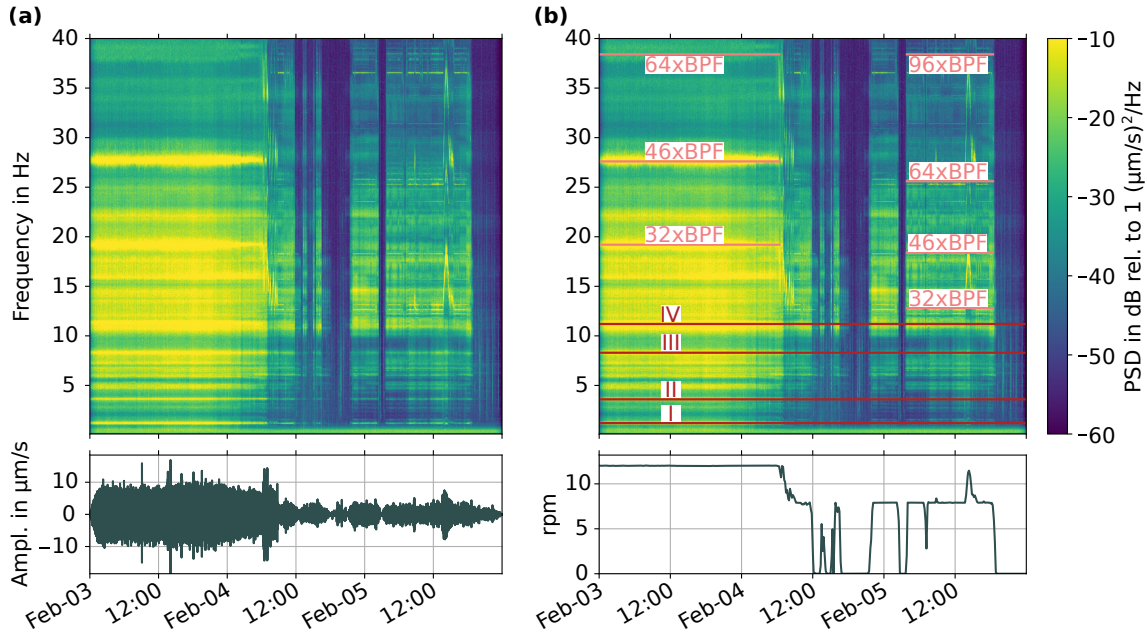 (a)
(b)
40
35
30
25
20
15
10
5
Frequency in Hz
10
0
−10
Ampl. in μm/s
Feb-03
12:00
Feb-04
12:00
Feb-05
12:00
40
35
30
25
20
15
10
5
64xBPF
96xBPF
46xBPF
64xBPF
32xBPF
46xBPF
32xBPF
IV
III
II
I
10
5
0
rpm
Feb-03
12:00
Feb-04
12:00
Feb-05
12:00
−10
−20
−30
−40
−50
−60
PSD in dB rel. to 1 (μm/s)²/Hz